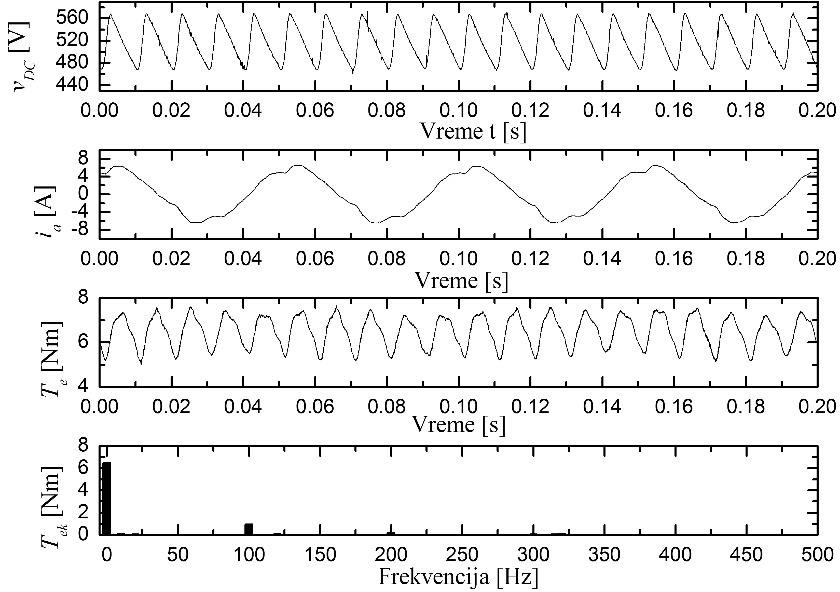 v_DC [V]
560
520
480
440
0.00 0.02 0.04 0.06 0.08 0.10 0.12 0.14 0.16 0.18 0.20
Vreme t [s]
i_a [A]
8
4
0
-4
-8
0.00 0.02 0.04 0.06 0.08 0.10 0.12 0.14 0.16 0.18 0.20
Vreme [s]
T_e [Nm]
8
6
4
0.00 0.02 0.04 0.06 0.08 0.10 0.12 0.14 0.16 0.18 0.20
Vreme [s]
T_ek [Nm]
8
6
4
2
0
0 50 100 150 200 250 300 350 400 450 500
Frekvencija [Hz]